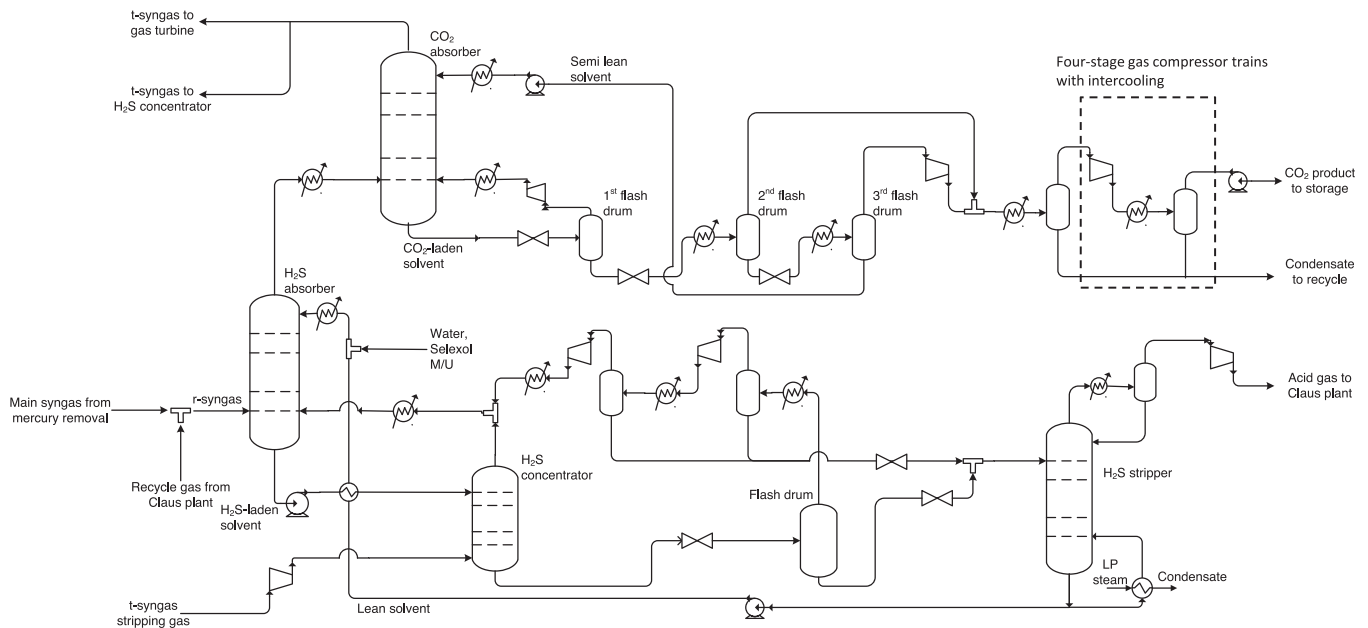 t-syngas to
gas turbine
CO₂
absorber
Semi lean
solvent
Four-stage gas compressor trains
with intercooling
t-syngas to
H₂S concentrator
1st flash
drum
2nd flash
drum
3rd flash
drum
CO₂ product
to storage
CO₂-laden
solvent
Condensate
to recycle
H₂S
absorber
Water,
Selexol
M/U
Main syngas from
mercury removal
r-syngas
Acid gas to
Claus plant
Recycle gas from
Claus plant
H₂S-laden
solvent
H₂S
concentrator
Flash drum
H₂S stripper
LP
steam
Condensate
t-syngas
stripping gas
Lean solvent